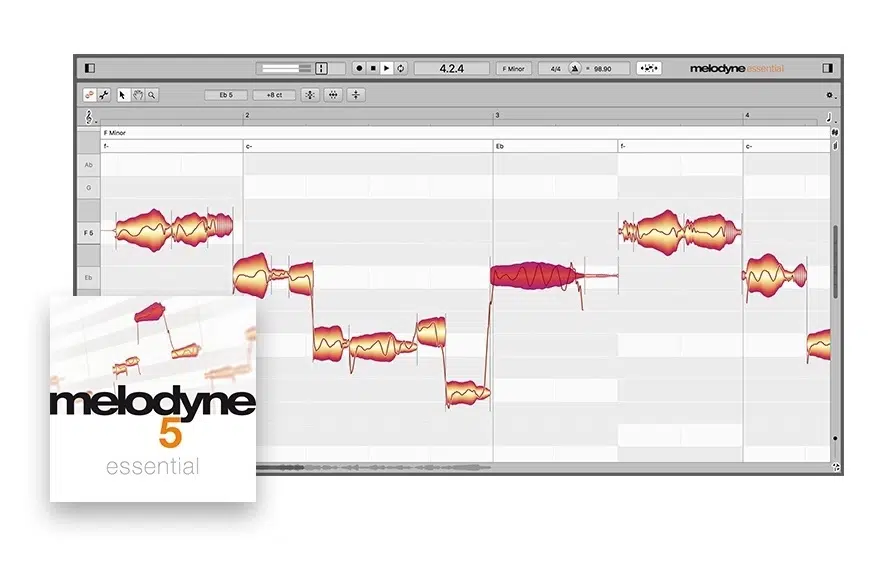 4.2.4
F Minor
4/4
= 98.90
melodyne essential
Eb 5
+8 ct
2
3
4
F Minor
f-
c-
Eb
f-
c-
Ab
G
F 5
Eb
melodyne
5
essential